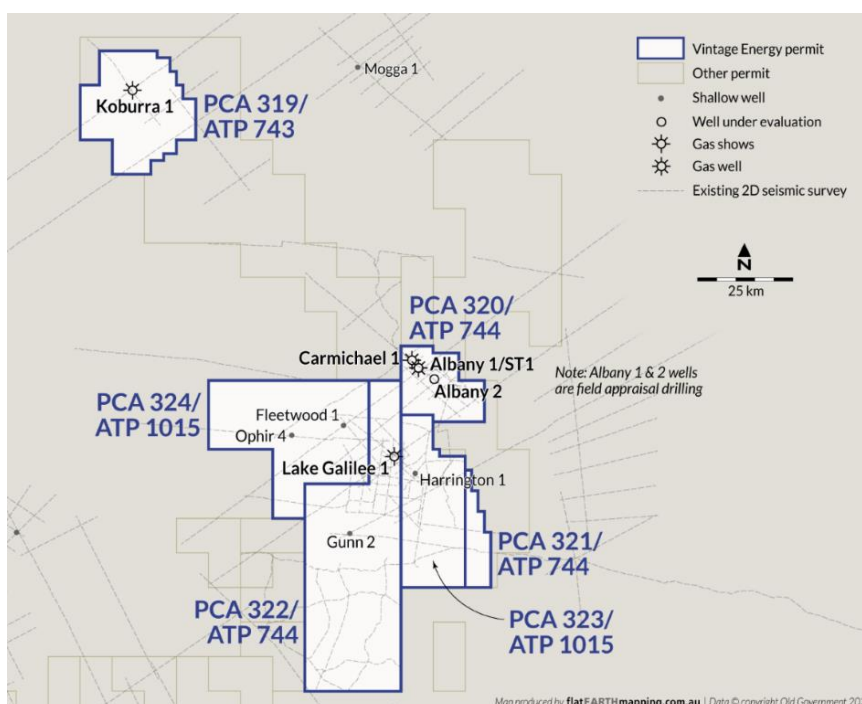 Mogga 1
Koburra 1
PCA 319/
ATP 743
Vintage Energy permit
Other permit
Shallow well
Well under evaluation
Gas shows
Gas well
Existing 2D seismic survey
N
25 km
PCA 320/
ATP 744
Carmichael 1
Albany 1/ST1
Albany 2
Note: Albany 1 & 2 wells
are field appraisal drilling
PCA 324/
ATP 1015
Fleetwood 1
Ophir 4
Lake Galilee 1
Harrington 1
Gunn 2
PCA 321/
ATP 744
PCA 322/
ATP 744
PCA 323/
ATP 1015
Map produced by flatEARTHmapping.com.au | Data © copyright Qld Government